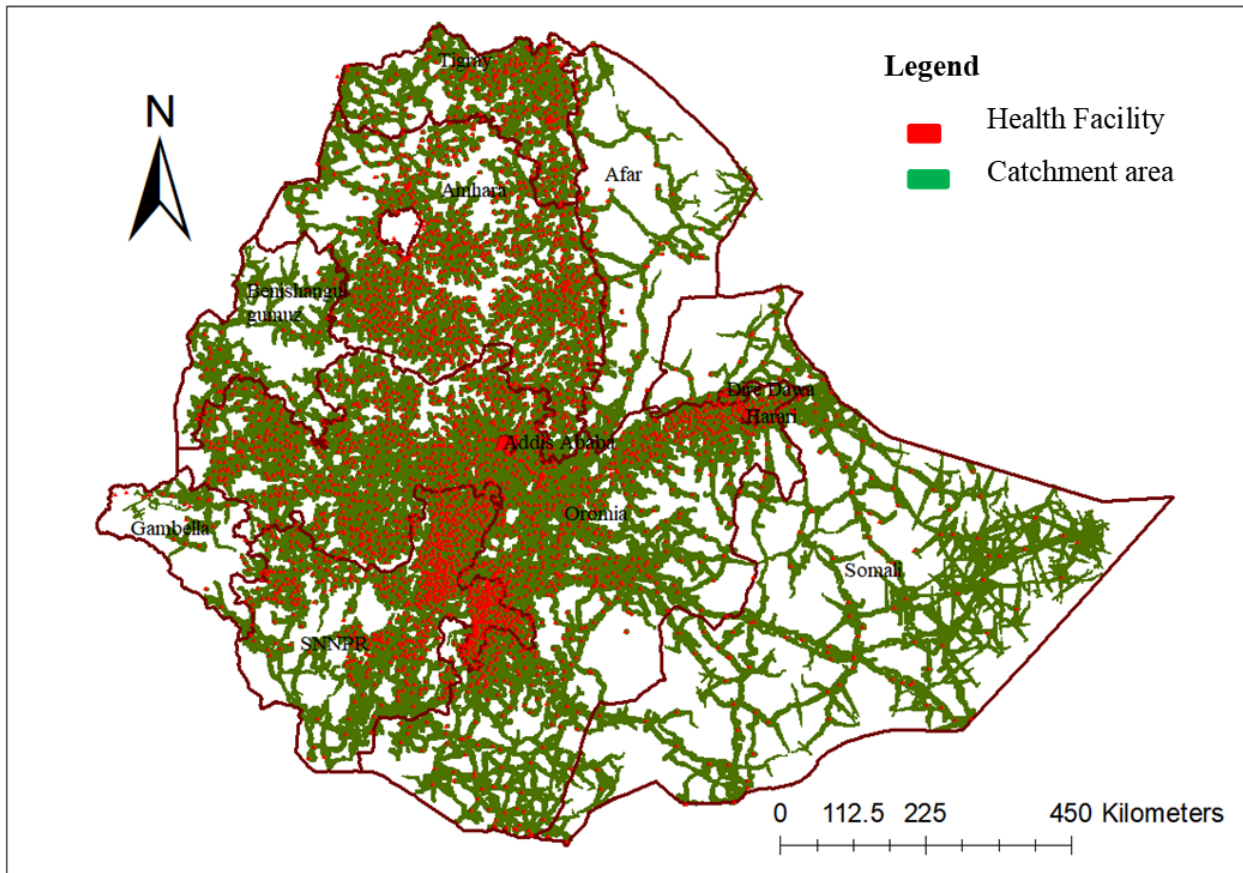 Legend
Health Facility
Catchment area
N
Tigray
Amhara
Afar
Benishangul
gumuz
Dire Dawa
Harari
Addis Ababa
Oromia
Gambella
Somali
SNNPR
0 112.5 225 450 Kilometers